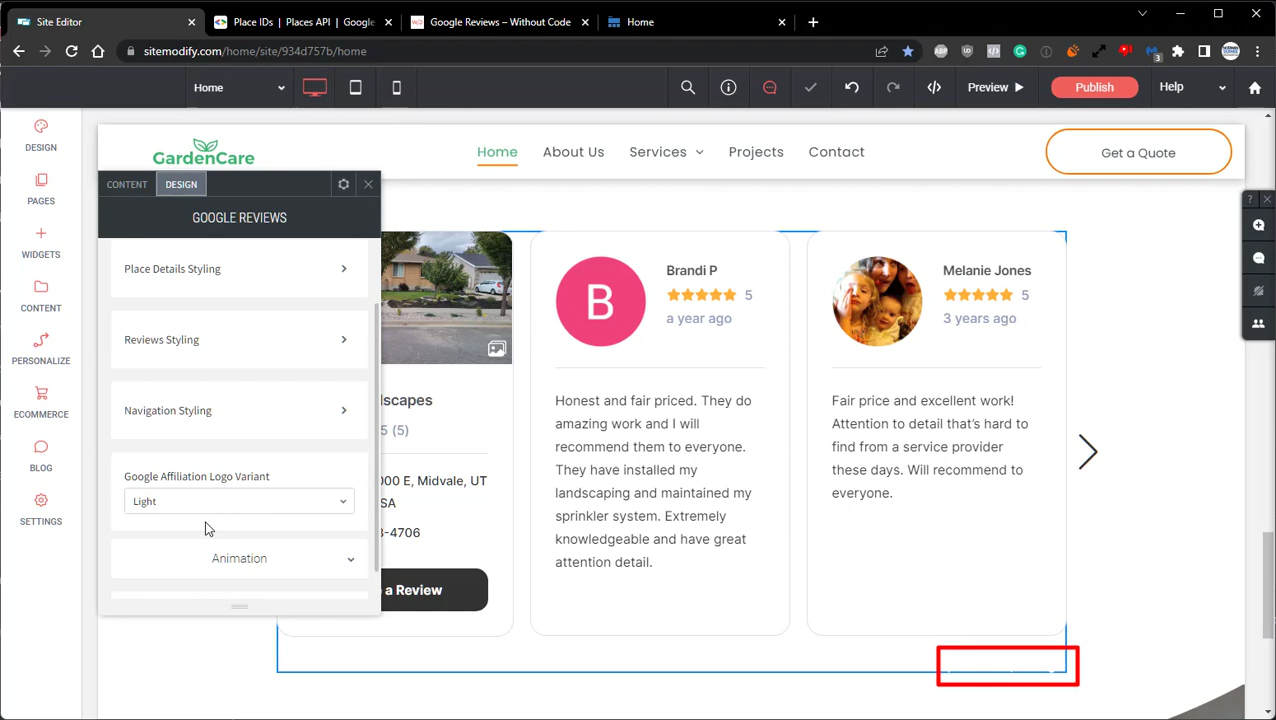 Site Editor
Place IDs | Places API | Google
Google Reviews – Without Code
Home
sitemodify.com/home/site/934d757b/home
3
Home
Preview
Publish
Help
DESIGN
PAGES
WIDGETS
CONTENT
PERSONALIZE
ECOMMERCE
BLOG
SETTINGS
GardenCare
Home
About Us
Services
Projects
Contact
Get a Quote
CONTENT
DESIGN
GOOGLE REVIEWS
Place Details Styling
Reviews Styling
Navigation Styling
Google Affiliation Logo Variant
Light
Animation
lscapes
5 (5)
000 E, Midvale, UT
SA
3-4706
a Review
B
Brandi P
5
a year ago
Honest and fair priced. They do
amazing work and I will
recommend them to everyone.
They have installed my
landscaping and maintained my
sprinkler system. Extremely
knowledgeable and have great
attention detail.
Melanie Jones
5
3 years ago
Fair price and excellent work!
Attention to detail that's hard to
find from a service provider
these days. Will recommend to
everyone.
?